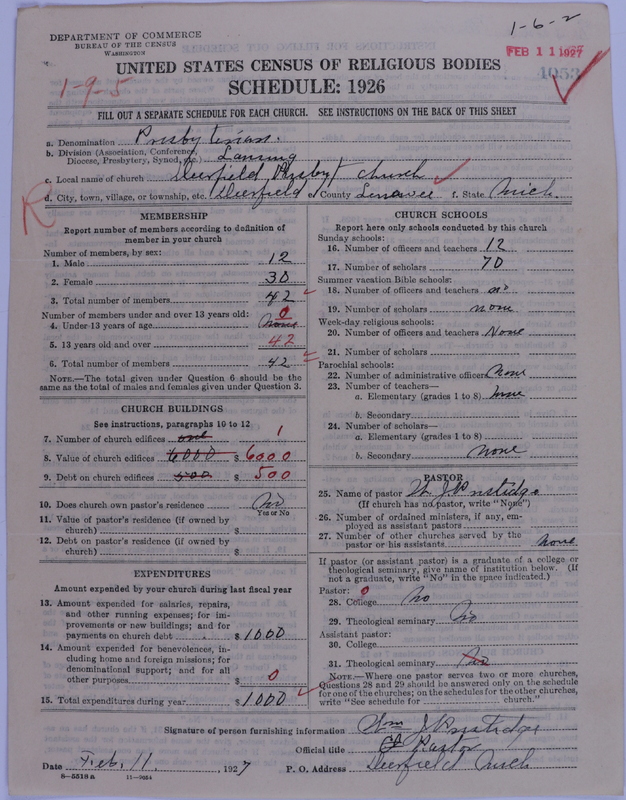 1-6-2
DEPARTMENT OF COMMERCE
BUREAU OF THE CENSUS
WASHINGTON
FEB 11 1927
1053
1-9-5
UNITED STATES CENSUS OF RELIGIOUS BODIES
SCHEDULE: 1926
FILL OUT A SEPARATE SCHEDULE FOR EACH CHURCH. SEE INSTRUCTIONS ON THE BACK OF THIS SHEET
a. Denomination Presbyterian.
b. Division (Association, Conference, Diocese, Presbytery, Synod, etc.) Lansing
c. Local name of church Deerfield Presbyt church
d. City, town, village, or township, etc. Deerfield e. County Lenawee f. State Mich.
R
MEMBERSHIP
Report number of members according to definition of member in your church
Number of members, by sex:
1. Male 12
2. Female 30
3. Total number of members 42
Number of members under and over 13 years old:
4. Under 13 years of age None 0
5. 13 years old and over 42
6. Total number of members 42
NOTE.—The total given under Question 6 should be the same as the total of males and females given under Question 3.
CHURCH BUILDINGS
See instructions, paragraphs 10 to 12
7. Number of church edifices one 1
8. Value of church edifices 6000 $ 6000
9. Debt on church edifices 500 $ 500
10. Does church own pastor's residence No
Yes or No
11. Value of pastor's residence (if owned by church) $
12. Debt on pastor's residence (if owned by church) $
EXPENDITURES
Amount expended by your church during last fiscal year
13. Amount expended for salaries, repairs, and other running expenses; for improvements or new buildings; and for payments on church debt $ 1000
14. Amount expended for benevolences, including home and foreign missions; for denominational support; and for all other purposes $ 0
15. Total expenditures during year $ 1000
CHURCH SCHOOLS
Report here only schools conducted by this church
Sunday schools:
16. Number of officers and teachers 12
17. Number of scholars 70
Summer vacation Bible schools:
18. Number of officers and teachers no
19. Number of scholars none
Week-day religious schools:
20. Number of officers and teachers None
21. Number of scholars
Parochial schools:
22. Number of administrative officers None
23. Number of teachers—
a. Elementary (grades 1 to 8) None
b. Secondary
24. Number of scholars—
a. Elementary (grades 1 to 8)
b. Secondary none
PASTOR
25. Name of pastor Wm J Prestidge
(If church has no pastor, write "None")
26. Number of ordained ministers, if any, employed as assistant pastors
27. Number of other churches served by the pastor or his assistants none
If pastor (or assistant pastor) is a graduate of a college or theological seminary, give name of institution below. (If not a graduate, write "No" in the space indicated.)
Pastor: 0
28. College No
29. Theological seminary No
Assistant pastor:
30. College
31. Theological seminary No
NOTE.—Where one pastor serves two or more churches, Questions 28 and 29 should be answered only on the schedule for one of the churches; on the schedules for the other churches, write "See schedule for ______ church."
Signature of person furnishing information Wm J Prestidge
Official title Pastor
Date Feb. 11, 1927 P. O. Address Deerfield Mich
8-5518a 11-9054